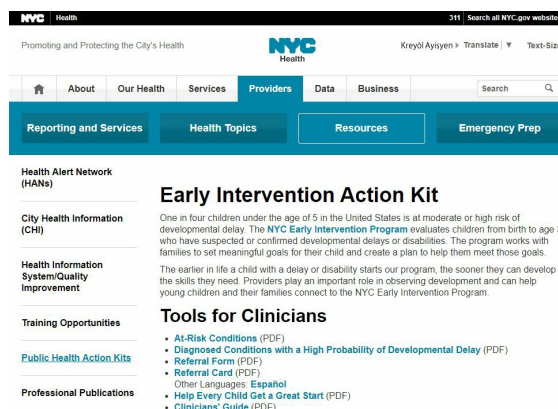 NYC Health 311 Search all NYC.gov website
Promoting and Protecting the City's Health
NYC
Health
Kreyòl Ayisyen Translate Text-Siz
About Our Health Services Providers Data Business Search
Reporting and Services Health Topics Resources Emergency Prep
Health Alert Network
(HANs)
City Health Information
(CHI)
Health Information
System/Quality
Improvement
Training Opportunities
Public Health Action Kits
Professional Publications
Early Intervention Action Kit
One in four children under the age of 5 in the United States is at moderate or high risk of
developmental delay. The NYC Early Intervention Program evaluates children from birth to age
who have suspected or confirmed developmental delays or disabilities. The program works with
families to set meaningful goals for their child and create a plan to help them meet those goals.
The earlier in life a child with a delay or disability starts our program, the sooner they can develop
the skills they need. Providers play an important role in observing development and can help
young children and their families connect to the NYC Early Intervention Program.
Tools for Clinicians
At-Risk Conditions (PDF)
Diagnosed Conditions with a High Probability of Developmental Delay (PDF)
Referral Form (PDF)
Referral Card (PDF)
Other Languages: Español
Help Every Child Get a Great Start (PDF)
Clinicians' Guide (PDF)